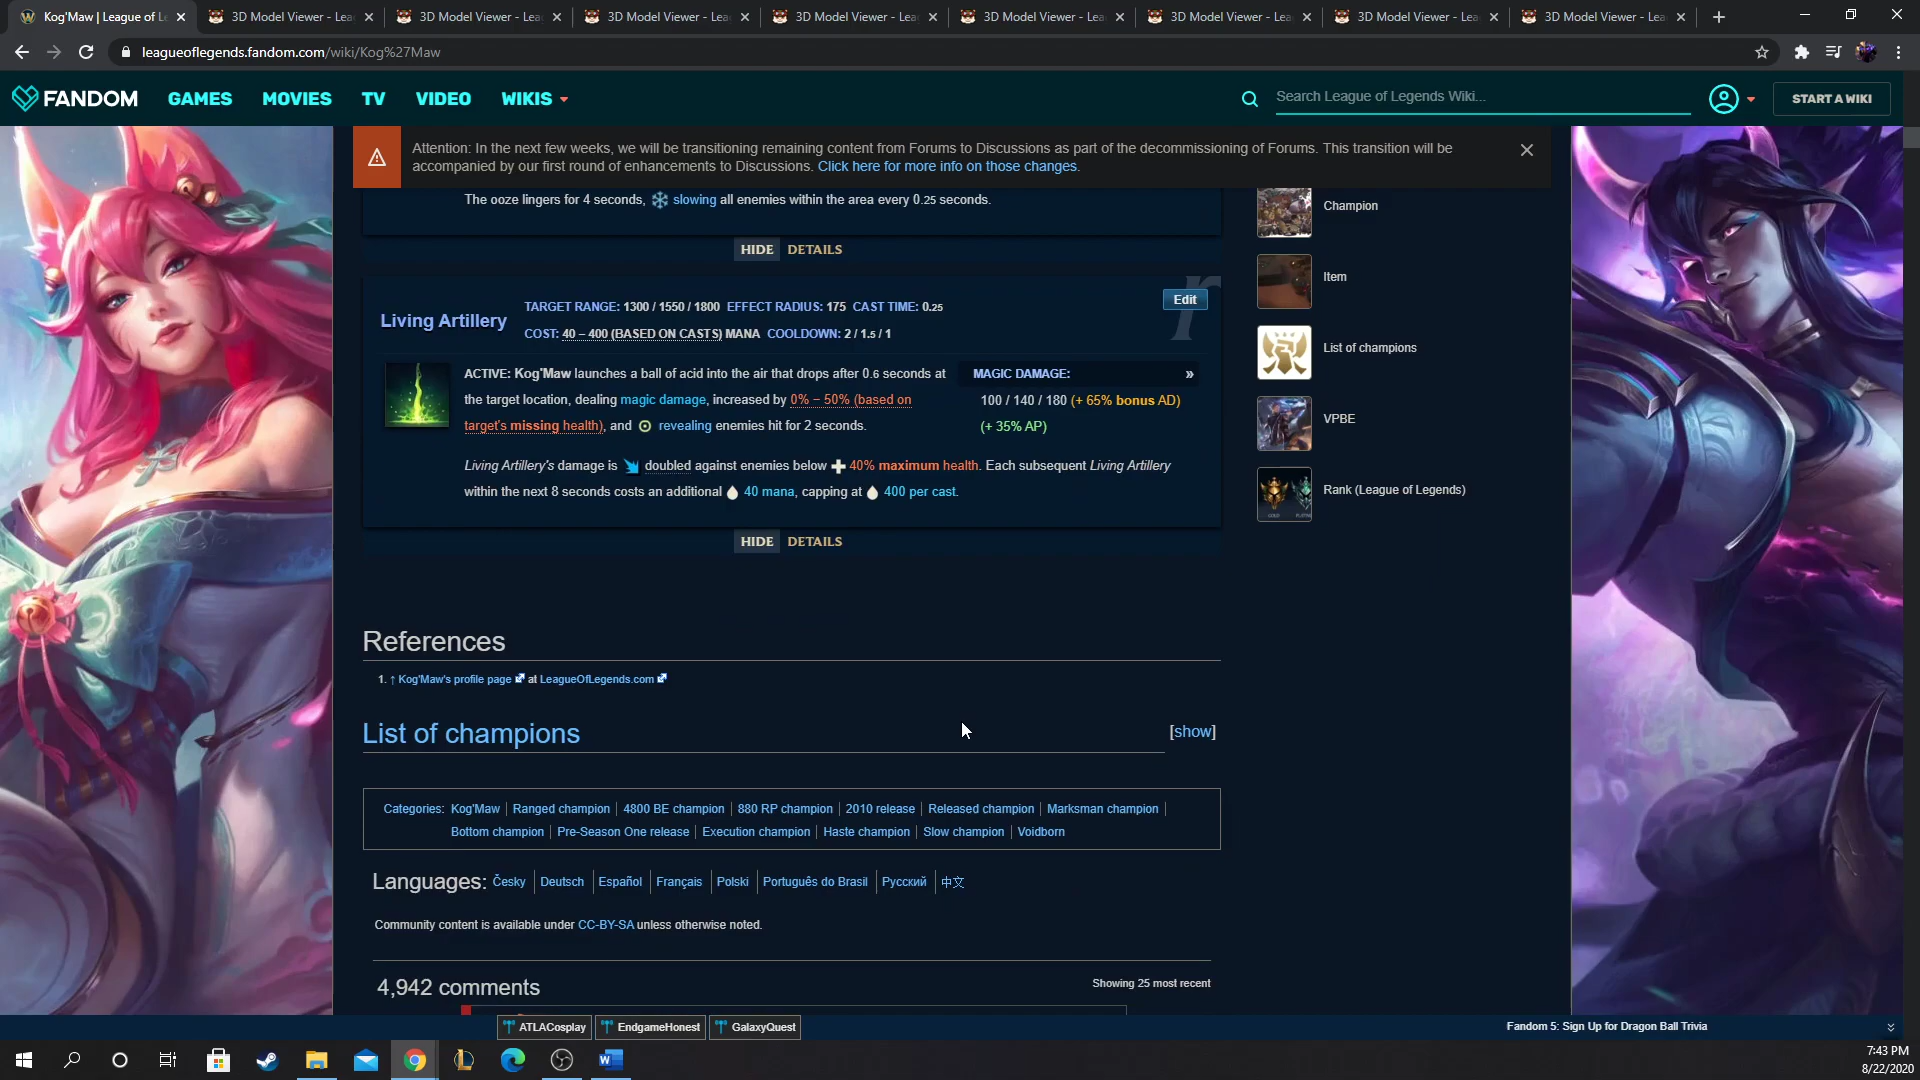 Kog'Maw | League of L
3D Model Viewer - Lea
3D Model Viewer - Lea
3D Model Viewer - Lea
3D Model Viewer - Lea
3D Model Viewer - Lea
3D Model Viewer - Lea
3D Model Viewer - Lea
3D Model Viewer - Lea
leagueoflegends.fandom.com/wiki/Kog%27Maw
FANDOM GAMES MOVIES TV VIDEO WIKIS
Search League of Legends Wiki...
START A WIKI
Attention: In the next few weeks, we will be transitioning remaining content from Forums to Discussions as part of the decommissioning of Forums. This transition will be
accompanied by our first round of enhancements to Discussions. Click here for more info on those changes.
The ooze lingers for 4 seconds, slowing all enemies within the area every 0.25 seconds.
HIDE DETAILS
Living Artillery
TARGET RANGE: 1300 / 1550 / 1800 EFFECT RADIUS: 175 CAST TIME: 0.25
COST: 40 – 400 (BASED ON CASTS) MANA COOLDOWN: 2 / 1.5 / 1
Edit
r
ACTIVE: Kog'Maw launches a ball of acid into the air that drops after 0.6 seconds at
the target location, dealing magic damage, increased by 0% – 50% (based on
target's missing health), and revealing enemies hit for 2 seconds.
MAGIC DAMAGE: »
100 / 140 / 180 (+ 65% bonus AD)
(+ 35% AP)
Living Artillery's damage is doubled against enemies below 40% maximum health. Each subsequent Living Artillery
within the next 8 seconds costs an additional 40 mana, capping at 400 per cast.
HIDE DETAILS
Champion
Item
List of champions
VPBE
Rank (League of Legends)
References
1. ↑ Kog'Maw's profile page at LeagueOfLegends.com
List of champions
[show]
Categories: Kog'Maw | Ranged champion | 4800 BE champion | 880 RP champion | 2010 release | Released champion | Marksman champion |
Bottom champion | Pre-Season One release | Execution champion | Haste champion | Slow champion | Voidborn
Languages: Česky | Deutsch | Español | Français | Polski | Português do Brasil | Русский | 中文
Community content is available under CC-BY-SA unless otherwise noted.
4,942 comments
Showing 25 most recent
ATLACosplay
EndgameHonest
GalaxyQuest
Fandom 5: Sign Up for Dragon Ball Trivia
7:43 PM
8/22/2020